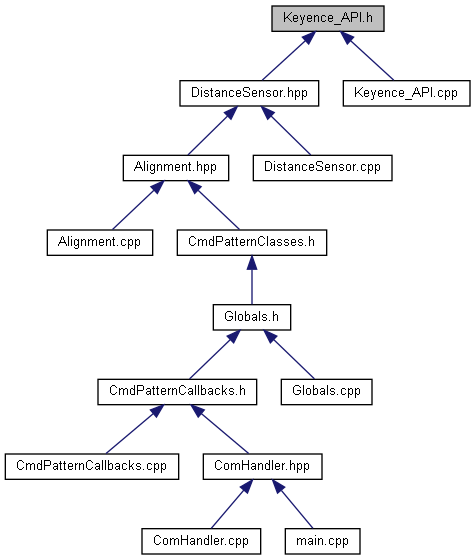 Keyence_API.h
DistanceSensor.hpp
Keyence_API.cpp
Alignment.hpp
DistanceSensor.cpp
Alignment.cpp
CmdPatternClasses.h
Globals.h
CmdPatternCallbacks.h
Globals.cpp
CmdPatternCallbacks.cpp
ComHandler.hpp
ComHandler.cpp
main.cpp